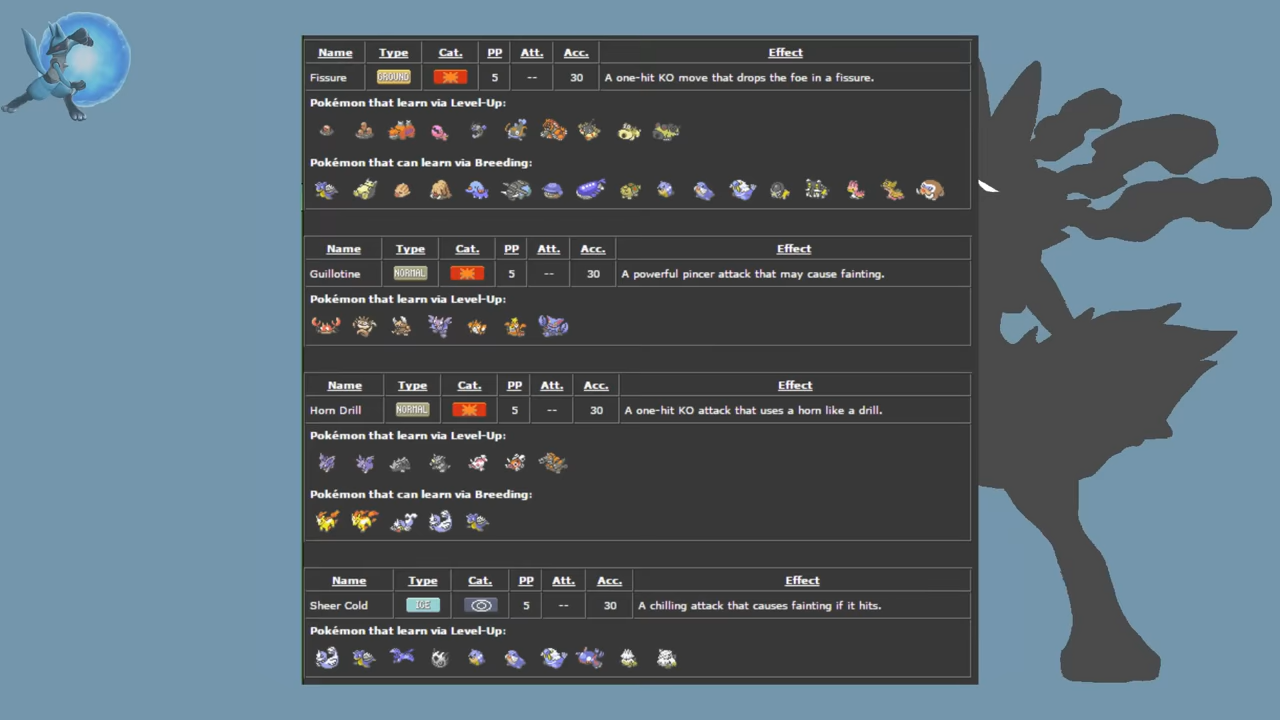 Name Type Cat. PP Att. Acc. Effect
Fissure GROUND 5 -- 30 A one-hit KO move that drops the foe in a fissure.
Pokémon that learn via Level-Up:
Pokémon that can learn via Breeding:
Name Type Cat. PP Att. Acc. Effect
Guillotine NORMAL 5 -- 30 A powerful pincer attack that may cause fainting.
Pokémon that learn via Level-Up:
Name Type Cat. PP Att. Acc. Effect
Horn Drill NORMAL 5 -- 30 A one-hit KO attack that uses a horn like a drill.
Pokémon that learn via Level-Up:
Pokémon that can learn via Breeding:
Name Type Cat. PP Att. Acc. Effect
Sheer Cold ICE 5 -- 30 A chilling attack that causes fainting if it hits.
Pokémon that learn via Level-Up: